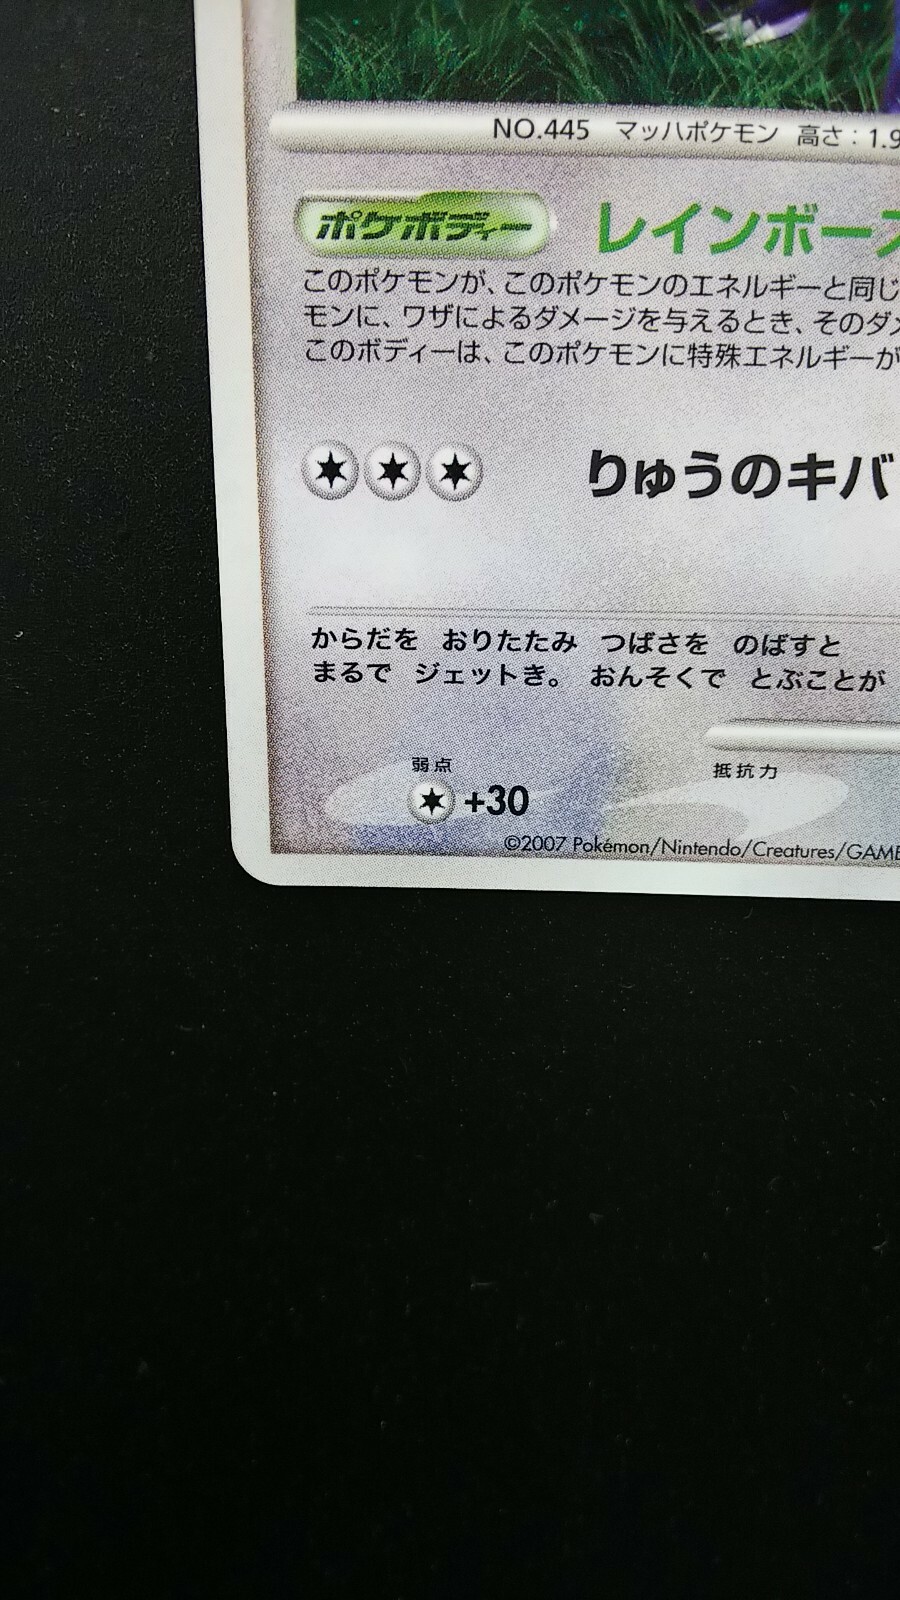 NO.445 マッハポケモン 高さ：1.9
ポケボディー レインボー
このポケモンが、このポケモンのエネルギーと同じ
モンに、ワザによるダメージを与えるとき、そのダメ
このボディーは、このポケモンに特殊エネルギーが
りゅうのキバ
からだを おりたたみ つばさを のばすと
まるで ジェットき。 おんそくで とぶことが
弱点 抵抗力
+30
©2007 Pokémon/Nintendo/Creatures/GAME